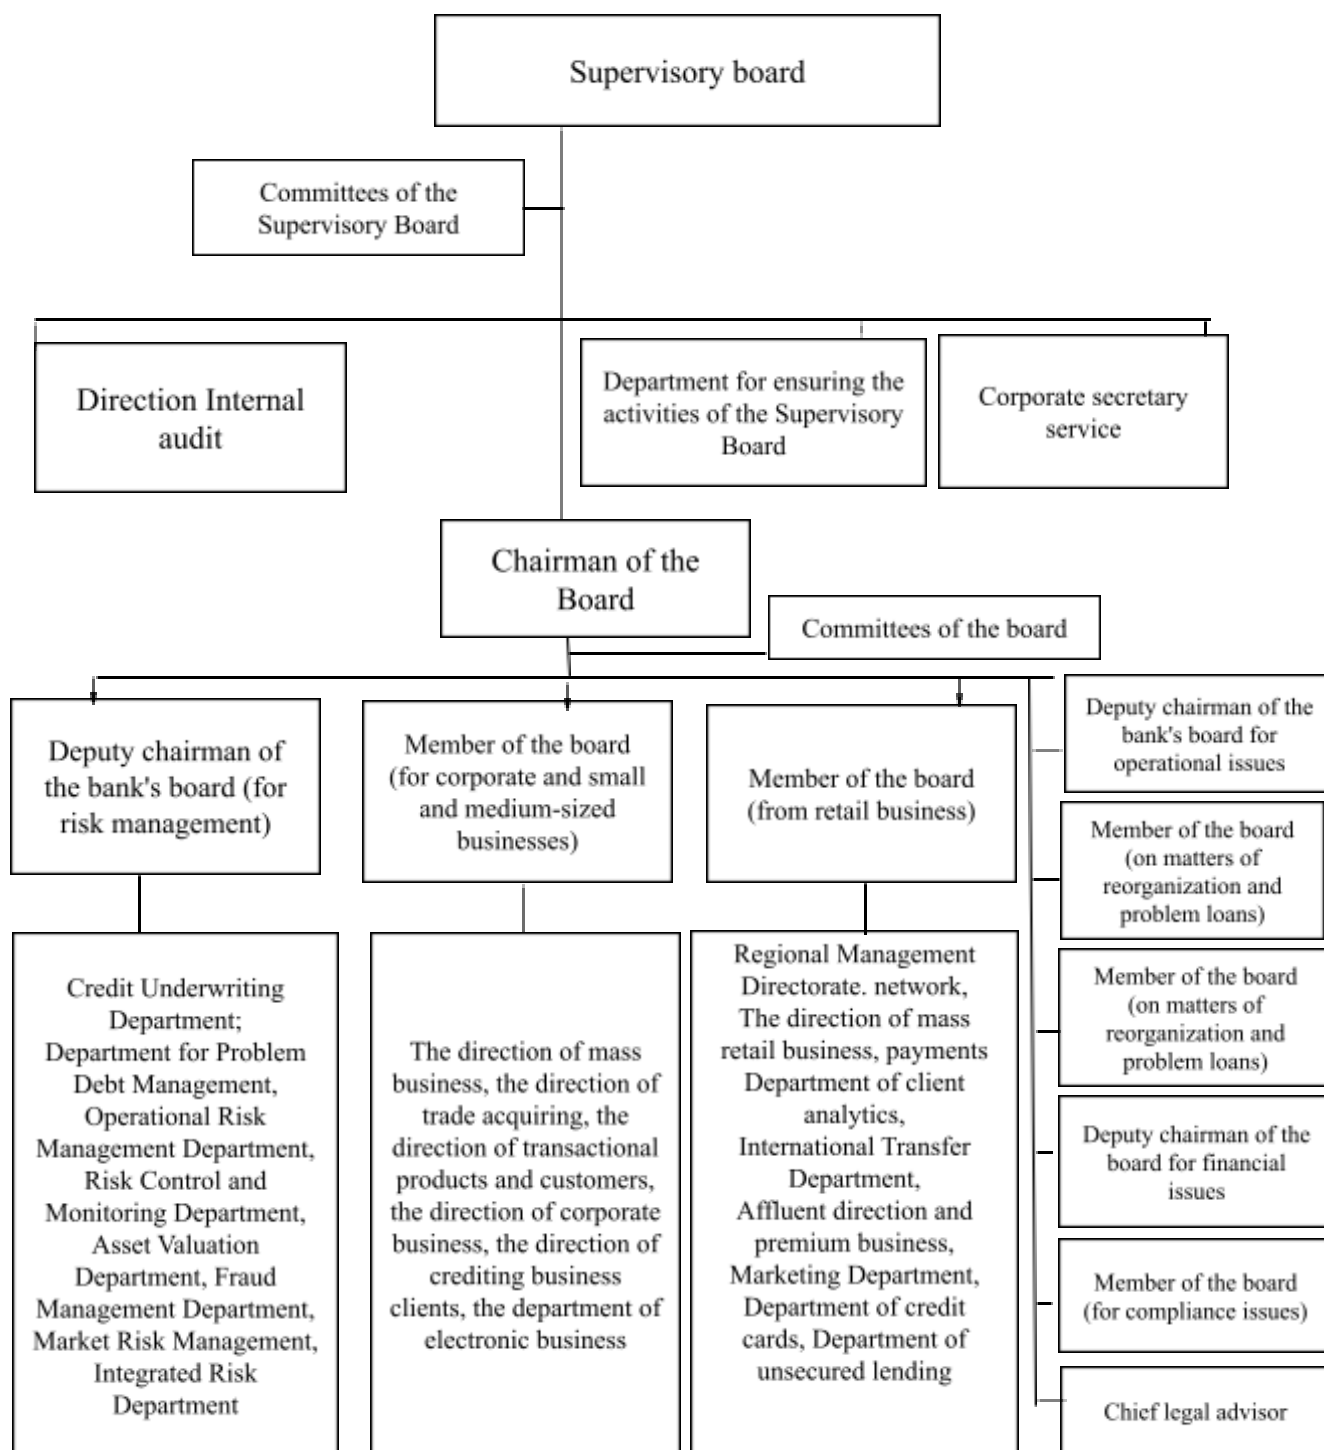 Supervisory board
Committees of the
Supervisory Board
Direction Internal
audit
Department for ensuring the
activities of the Supervisory
Board
Corporate secretary
service
Chairman of the
Board
Committees of the board
Deputy chairman of
the bank's board (for
risk management)
Member of the board
(for corporate and small
and medium-sized
businesses)
Member of the board
(from retail business)
Deputy chairman of the
bank's board for
operational issues
Member of the board
(on matters of
reorganization and
problem loans)
Member of the board
(on matters of
reorganization and
problem loans)
Deputy chairman of the
board for financial
issues
Member of the board
(for compliance issues)
Chief legal advisor
Credit Underwriting
Department;
Department for Problem
Debt Management,
Operational Risk
Management Department,
Risk Control and
Monitoring Department,
Asset Valuation
Department, Fraud
Management Department,
Market Risk Management,
Integrated Risk
Department
The direction of mass
business, the direction of
trade acquiring, the
direction of transactional
products and customers,
the direction of corporate
business, the direction of
crediting business
clients, the department of
electronic business
Regional Management
Directorate. network,
The direction of mass
retail business, payments
Department of client
analytics,
International Transfer
Department,
Affluent direction and
premium business,
Marketing Department,
Department of credit
cards, Department of
unsecured lending